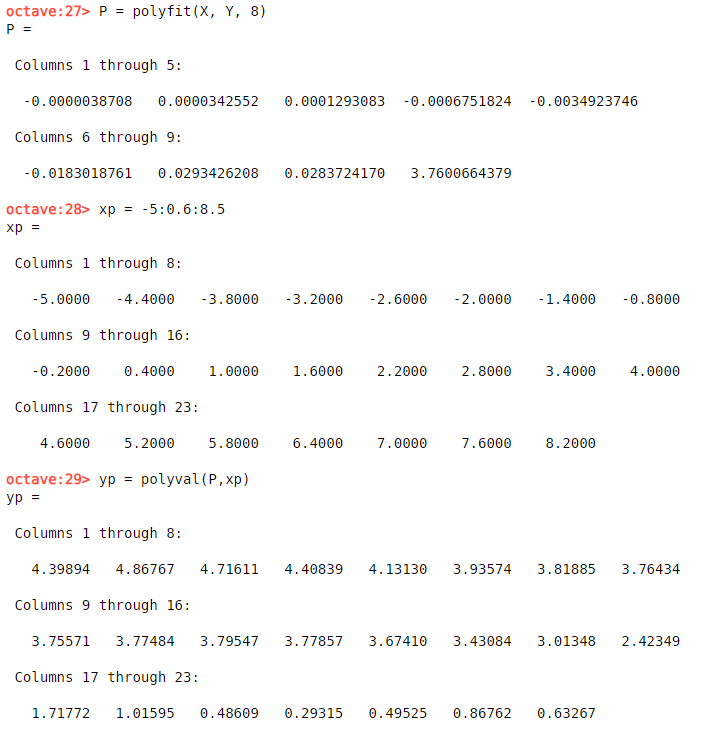 octave:27> P = polyfit(X, Y, 8)
P =
Columns 1 through 5:
-0.0000038708 0.0000342552 0.0001293083 -0.0006751824 -0.0034923746
Columns 6 through 9:
-0.0183018761 0.0293426208 0.0283724170 3.7600664379
octave:28> xp = -5:0.6:8.5
xp =
Columns 1 through 8:
-5.0000 -4.4000 -3.8000 -3.2000 -2.6000 -2.0000 -1.4000 -0.8000
Columns 9 through 16:
-0.2000 0.4000 1.0000 1.6000 2.2000 2.8000 3.4000 4.0000
Columns 17 through 23:
4.6000 5.2000 5.8000 6.4000 7.0000 7.6000 8.2000
octave:29> yp = polyval(P,xp)
yp =
Columns 1 through 8:
4.39894 4.86767 4.71611 4.40839 4.13130 3.93574 3.81885 3.76434
Columns 9 through 16:
3.75571 3.77484 3.79547 3.77857 3.67410 3.43084 3.01348 2.42349
Columns 17 through 23:
1.71772 1.01595 0.48609 0.29315 0.49525 0.86762 0.63267